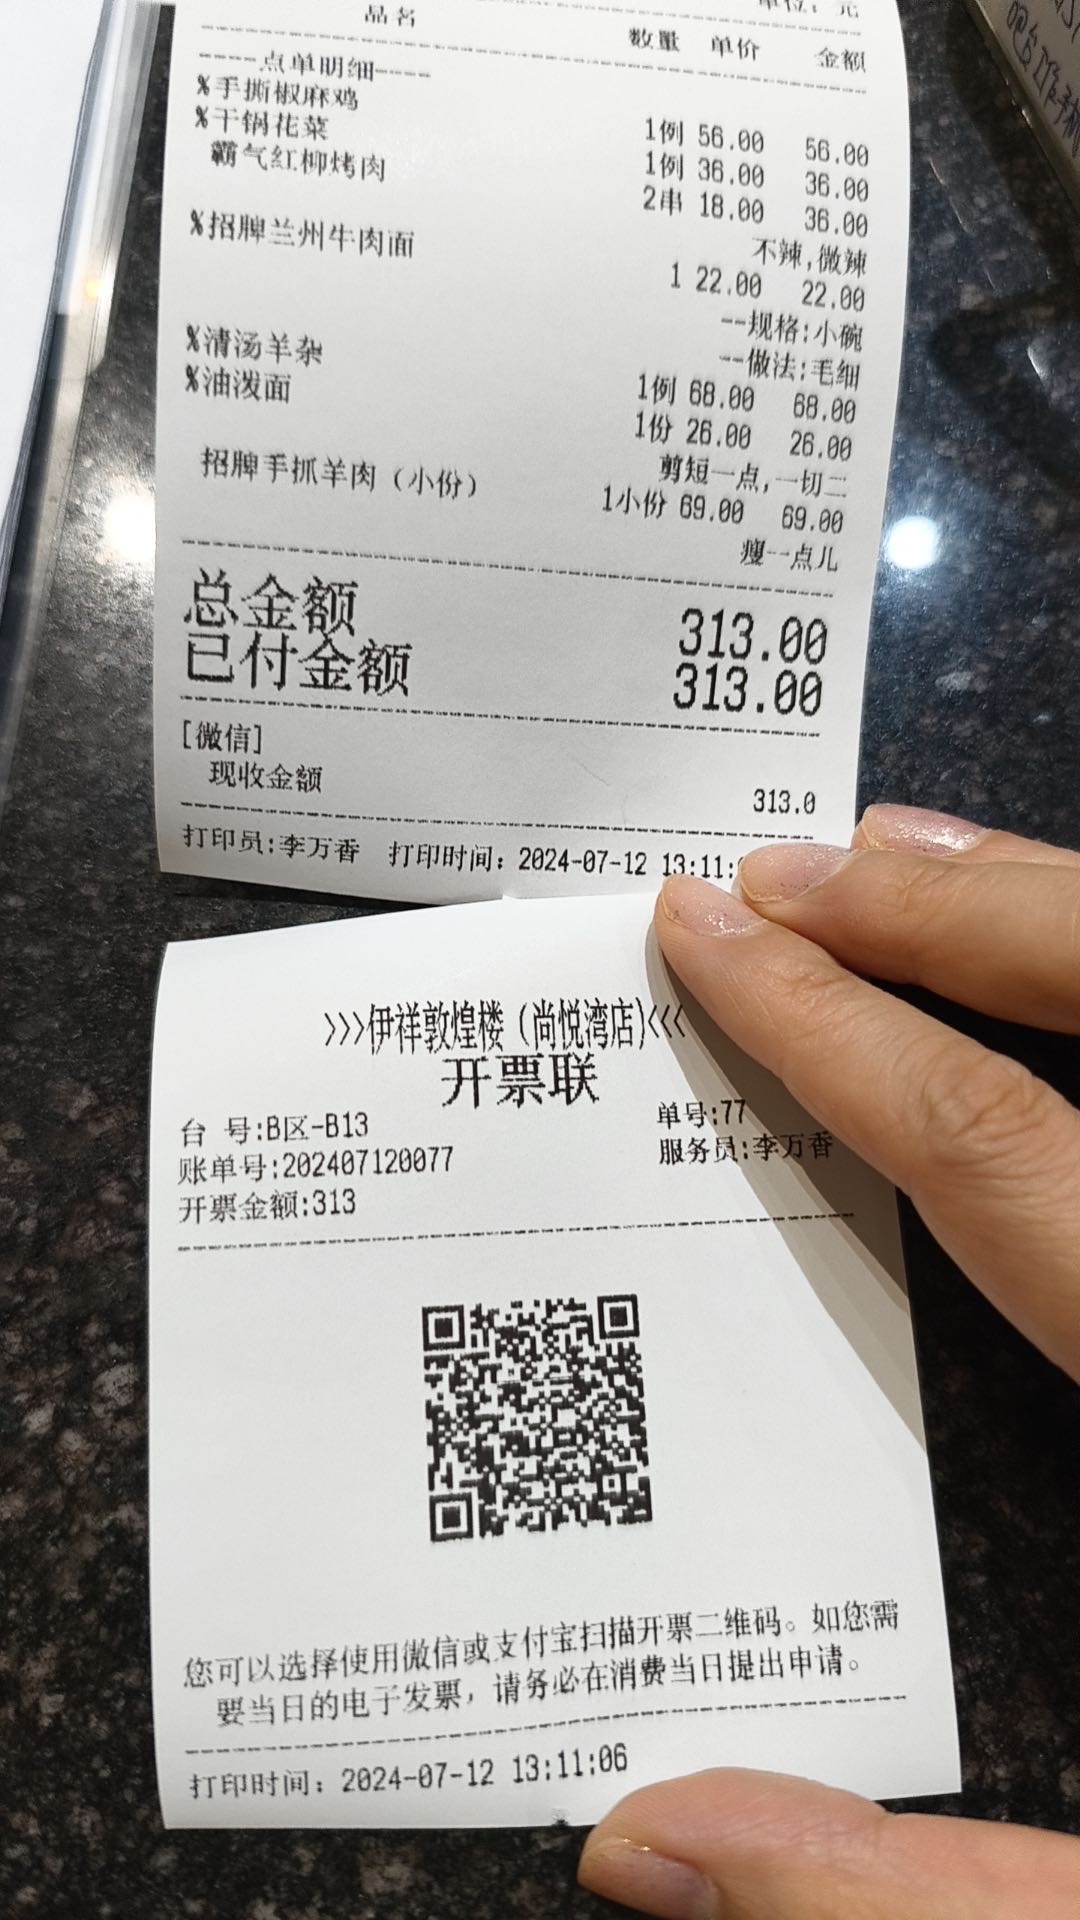 单位：元
品名 数量 单价 金额
----点单明细----
%手撕椒麻鸡
1例 56.00 56.00
%干锅花菜
1例 36.00 36.00
霸气红柳烤肉
2串 18.00 36.00
不辣,微辣
%招牌兰州牛肉面
1 22.00 22.00
--规格:小碗
--做法:毛细
%清汤羊杂
1例 68.00 68.00
%油泼面
1份 26.00 26.00
剪短一点,一切二
招牌手抓羊肉（小份）
1小份 69.00 69.00
瘦一点儿
总金额 313.00
已付金额 313.00
[微信]
现收金额 313.0
打印员:李万香 打印时间：2024-07-12 13:11:
>>>伊祥敦煌楼（尚悦湾店)<<<
开票联
台 号:B区-B13 单号:77
账单号:202407120077 服务员:李万香
开票金额:313
您可以选择使用微信或支付宝扫描开票二维码。如您需
要当日的电子发票，请务必在消费当日提出申请。
打印时间：2024-07-12 13:11:06